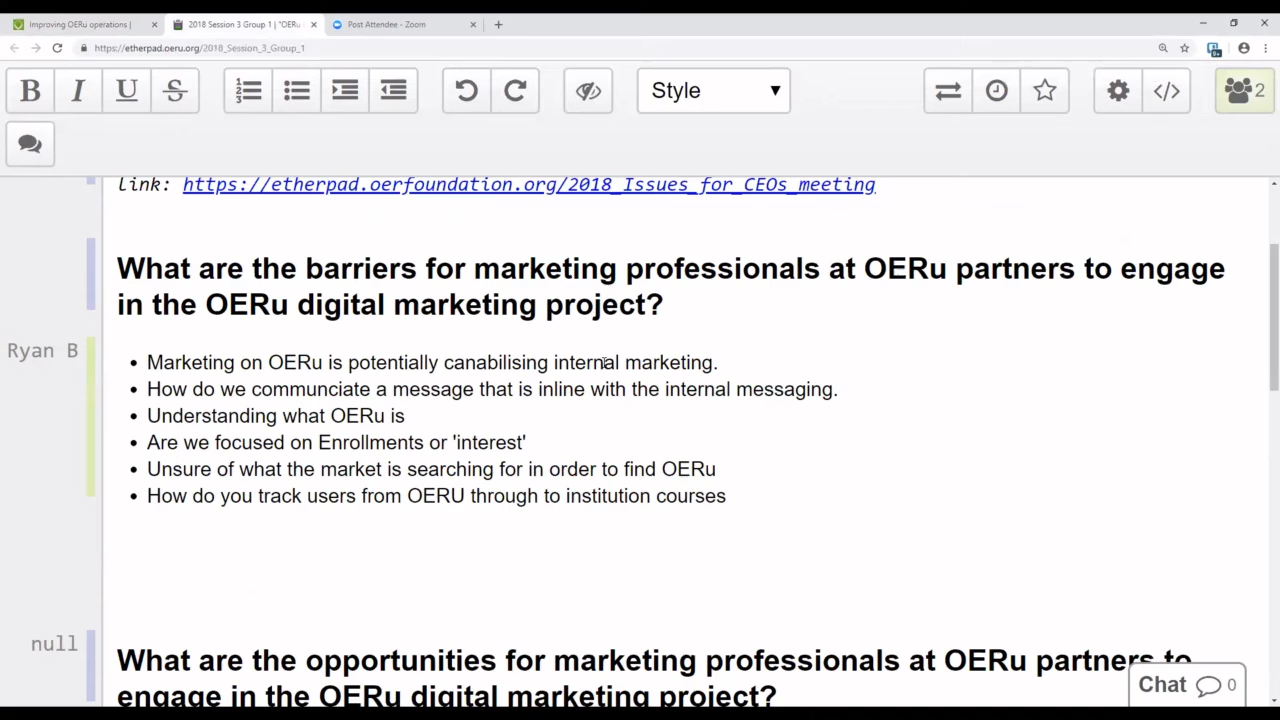 Improving OERu operations |
2018 Session 3 Group 1 | "OERu
Post Attendee - Zoom
https://etherpad.oeru.org/2018_Session_3_Group_1
B I U S
Style
2
link: https://etherpad.oerfoundation.org/2018_Issues_for_CEOs_meeting
What are the barriers for marketing professionals at OERu partners to engage
in the OERu digital marketing project?
Ryan B
• Marketing on OERu is potentially canabilising internal marketing.
• How do we communciate a message that is inline with the internal messaging.
• Understanding what OERu is
• Are we focused on Enrollments or 'interest'
• Unsure of what the market is searching for in order to find OERu
• How do you track users from OERU through to institution courses
null
What are the opportunities for marketing professionals at OERu partners to
engage in the OERu digital marketing project?
Chat 0